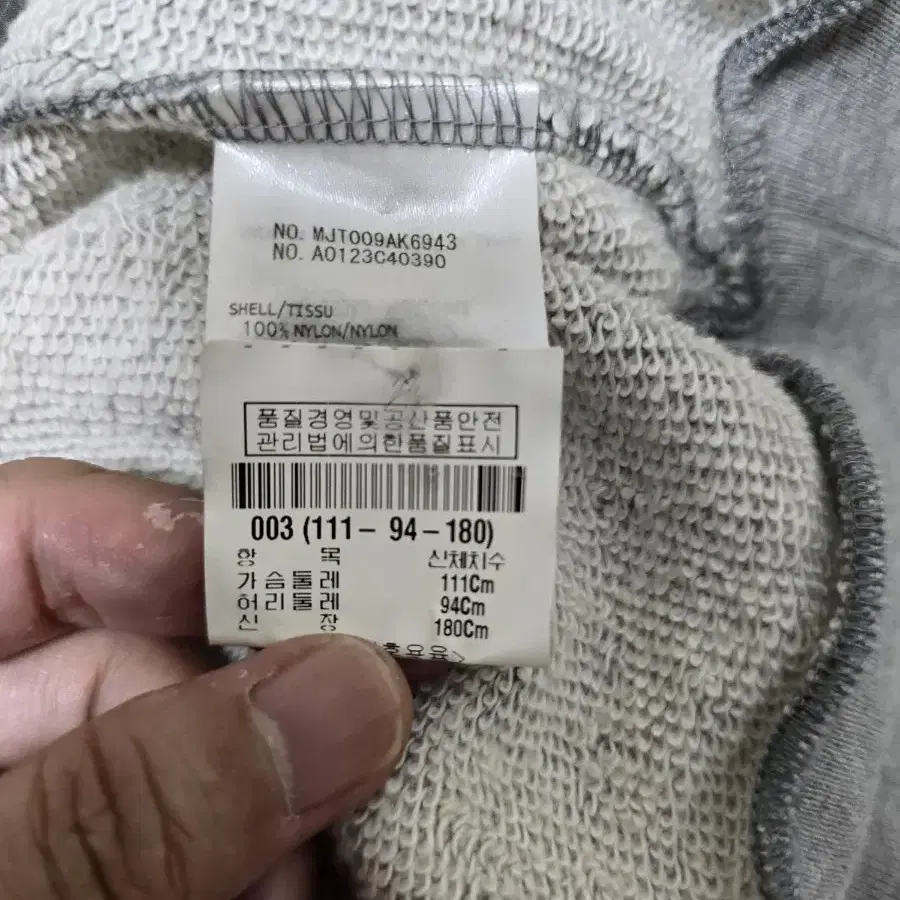 NO. MJT009AK6943
NO. A0123C40390
SHELL/TISSU
100% NYLON/NYLON
품질경영및공산품안전
관리법에의한품질표시
003 (111- 94-180)
항 목 신체치수
가슴둘레 111Cm
허리둘레 94Cm
신 장 180Cm